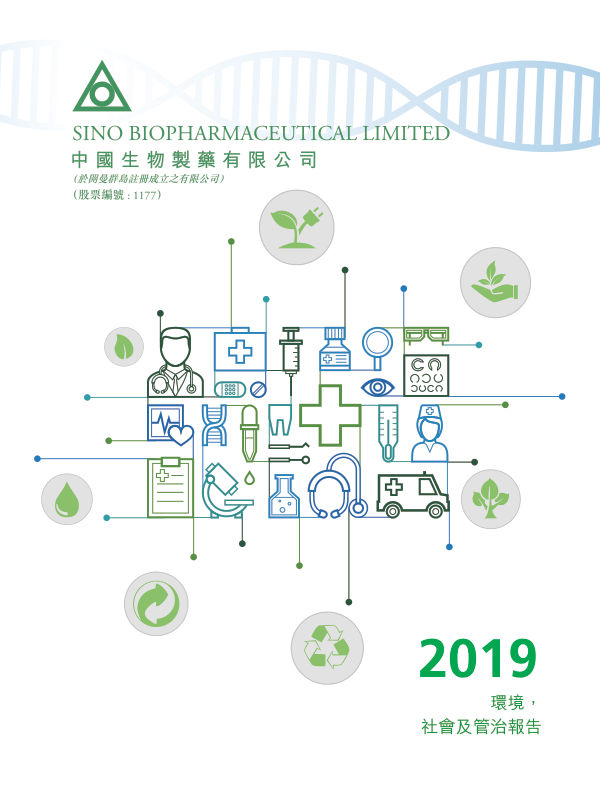 SINO BIOPHARMACEUTICAL LIMITED
中國生物製藥有限公司
（於開曼群島註冊成立之有限公司）
（股票編號：1177）
2019
環境，
社會及管治報告